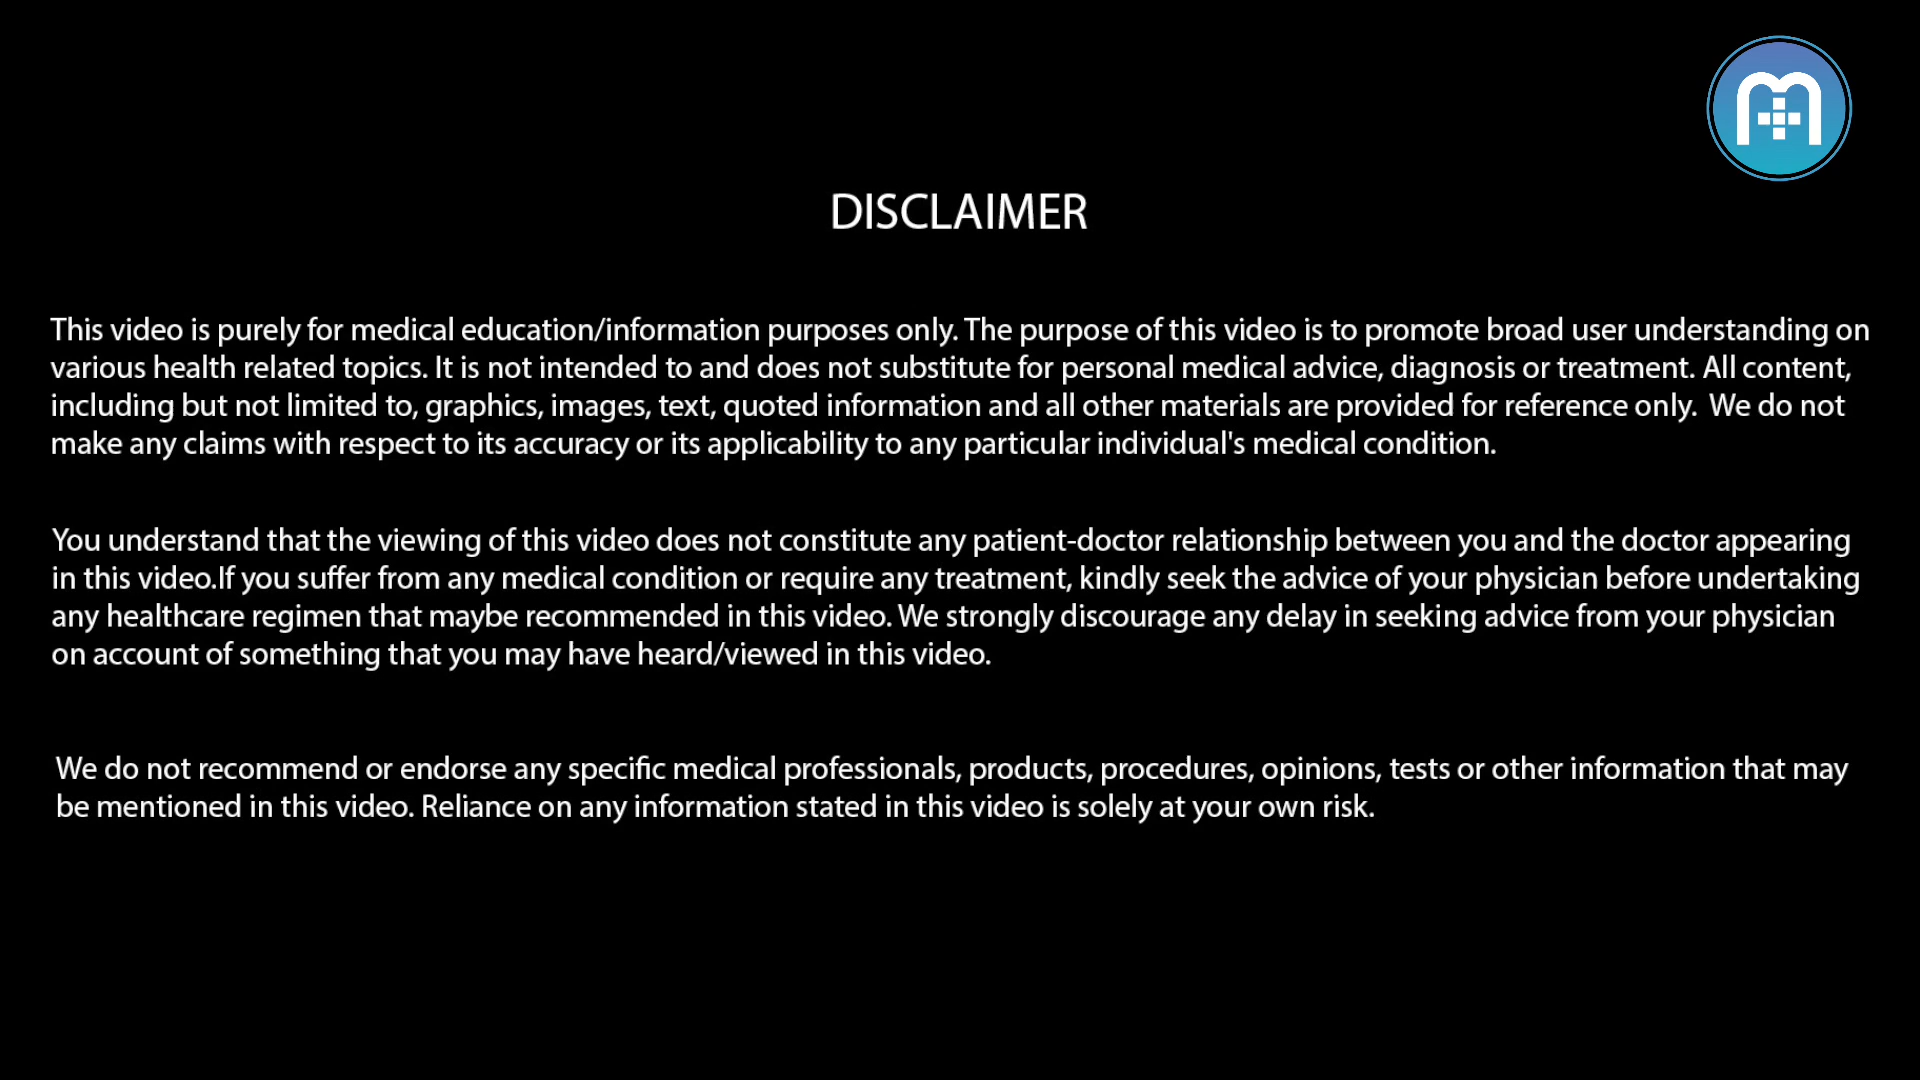 DISCLAIMER
This video is purely for medical education/information purposes only. The purpose of this video is to promote broad user understanding on
various health related topics. It is not intended to and does not substitute for personal medical advice, diagnosis or treatment. All content,
including but not limited to, graphics, images, text, quoted information and all other materials are provided for reference only.  We do not
make any claims with respect to its accuracy or its applicability to any particular individual's medical condition.
You understand that the viewing of this video does not constitute any patient-doctor relationship between you and the doctor appearing
in this video.If you suffer from any medical condition or require any treatment, kindly seek the advice of your physician before undertaking
any healthcare regimen that maybe recommended in this video. We strongly discourage any delay in seeking advice from your physician
on account of something that you may have heard/viewed in this video.
We do not recommend or endorse any specific medical professionals, products, procedures, opinions, tests or other information that may
be mentioned in this video. Reliance on any information stated in this video is solely at your own risk.